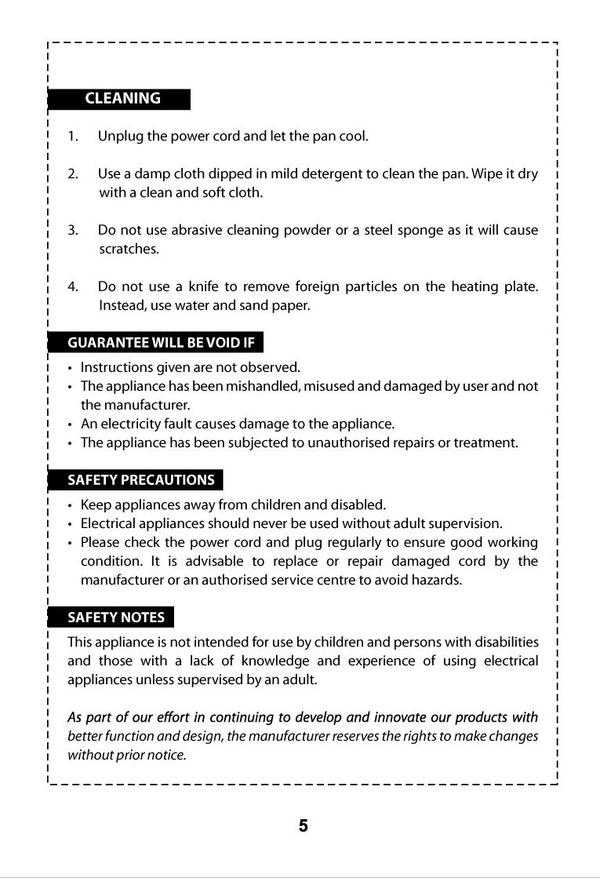 CLEANING
1. Unplug the power cord and let the pan cool.
2. Use a damp cloth dipped in mild detergent to clean the pan. Wipe it dry
with a clean and soft cloth.
3. Do not use abrasive cleaning powder or a steel sponge as it will cause
scratches.
4. Do not use a knife to remove foreign particles on the heating plate.
Instead, use water and sand paper.
GUARANTEE WILL BE VOID IF
• Instructions given are not observed.
• The appliance has been mishandled, misused and damaged by user and not
the manufacturer.
• An electricity fault causes damage to the appliance.
• The appliance has been subjected to unauthorised repairs or treatment.
SAFETY PRECAUTIONS
• Keep appliances away from children and disabled.
• Electrical appliances should never be used without adult supervision.
• Please check the power cord and plug regularly to ensure good working
condition. It is advisable to replace or repair damaged cord by the
manufacturer or an authorised service centre to avoid hazards.
SAFETY NOTES
This appliance is not intended for use by children and persons with disabilities
and those with a lack of knowledge and experience of using electrical
appliances unless supervised by an adult.
As part of our effort in continuing to develop and innovate our products with
better function and design, the manufacturer reserves the rights to make changes
without prior notice.
5